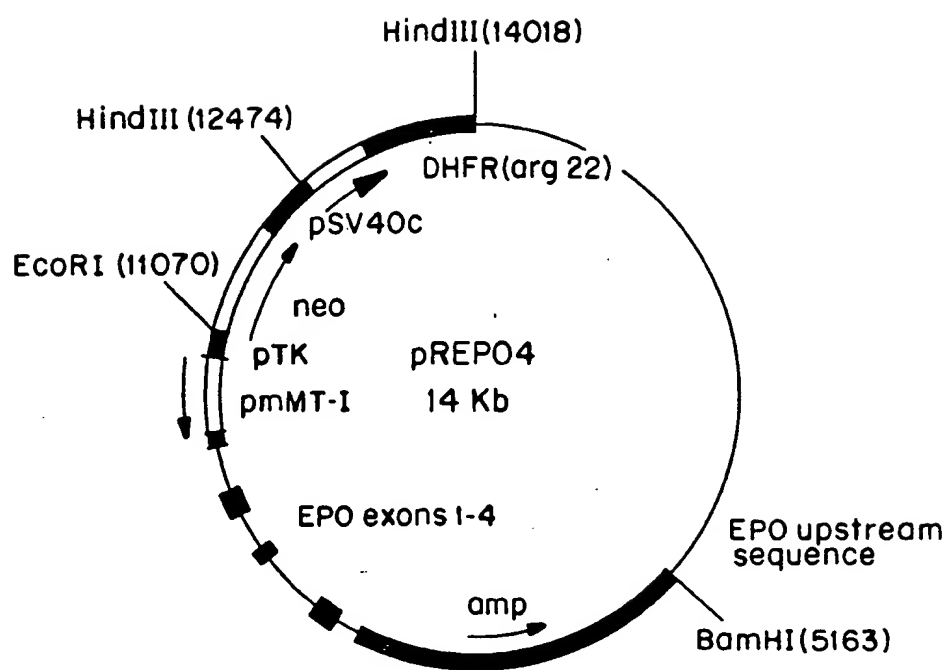 HindIII(14018)
HindIII (12474)
DHFR(arg 22)
pSV40c
EcoRI (11070)
neo
pTK
pREPO4
pmMT-I
14 Kb
EPO exons 1-4
EPO upstream
sequence
amp
BamHI(5163)